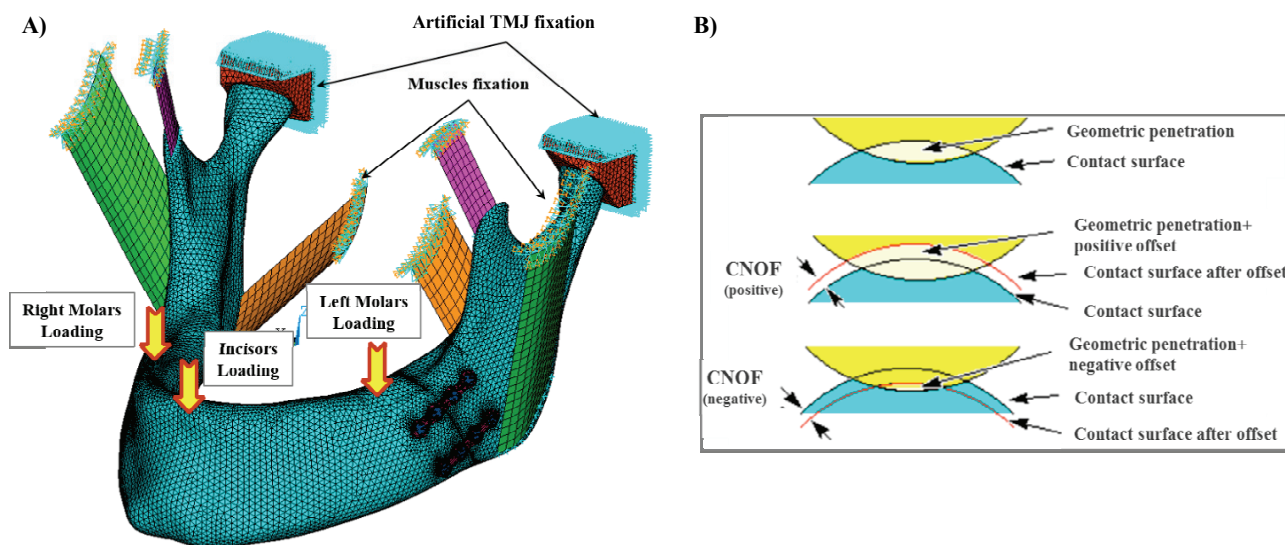 A)
Artificial TMJ fixation
Muscles fixation
Right Molars
Loading
Incisors
Loading
Left Molars
Loading
B)
Geometric penetration
Contact surface
Geometric penetration+
positive offset
CNOF
(positive)
Contact surface after offset
Contact surface
Geometric penetration+
negative offset
CNOF
(negative)
Contact surface
Contact surface after offset